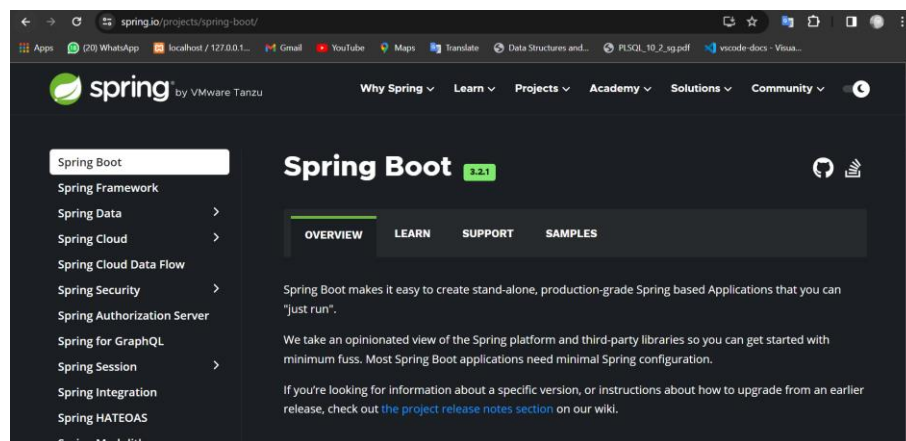 spring.io/projects/spring-boot/
Apps (20) WhatsApp localhost / 127.0.0.1... Gmail YouTube Maps Translate Data Structures and... PLSQL_10_2_sg.pdf vscode-docs - Visua...
spring by VMware Tanzu Why Spring Learn Projects Academy Solutions Community
Spring Boot
Spring Framework
Spring Data
Spring Cloud
Spring Cloud Data Flow
Spring Security
Spring Authorization Server
Spring for GraphQL
Spring Session
Spring Integration
Spring HATEOAS
Spring Boot 3.2.1
OVERVIEW LEARN SUPPORT SAMPLES
Spring Boot makes it easy to create stand-alone, production-grade Spring based Applications that you can
"just run".
We take an opinionated view of the Spring platform and third-party libraries so you can get started with
minimum fuss. Most Spring Boot applications need minimal Spring configuration.
If you're looking for information about a specific version, or instructions about how to upgrade from an earlier
release, check out the project release notes section on our wiki.